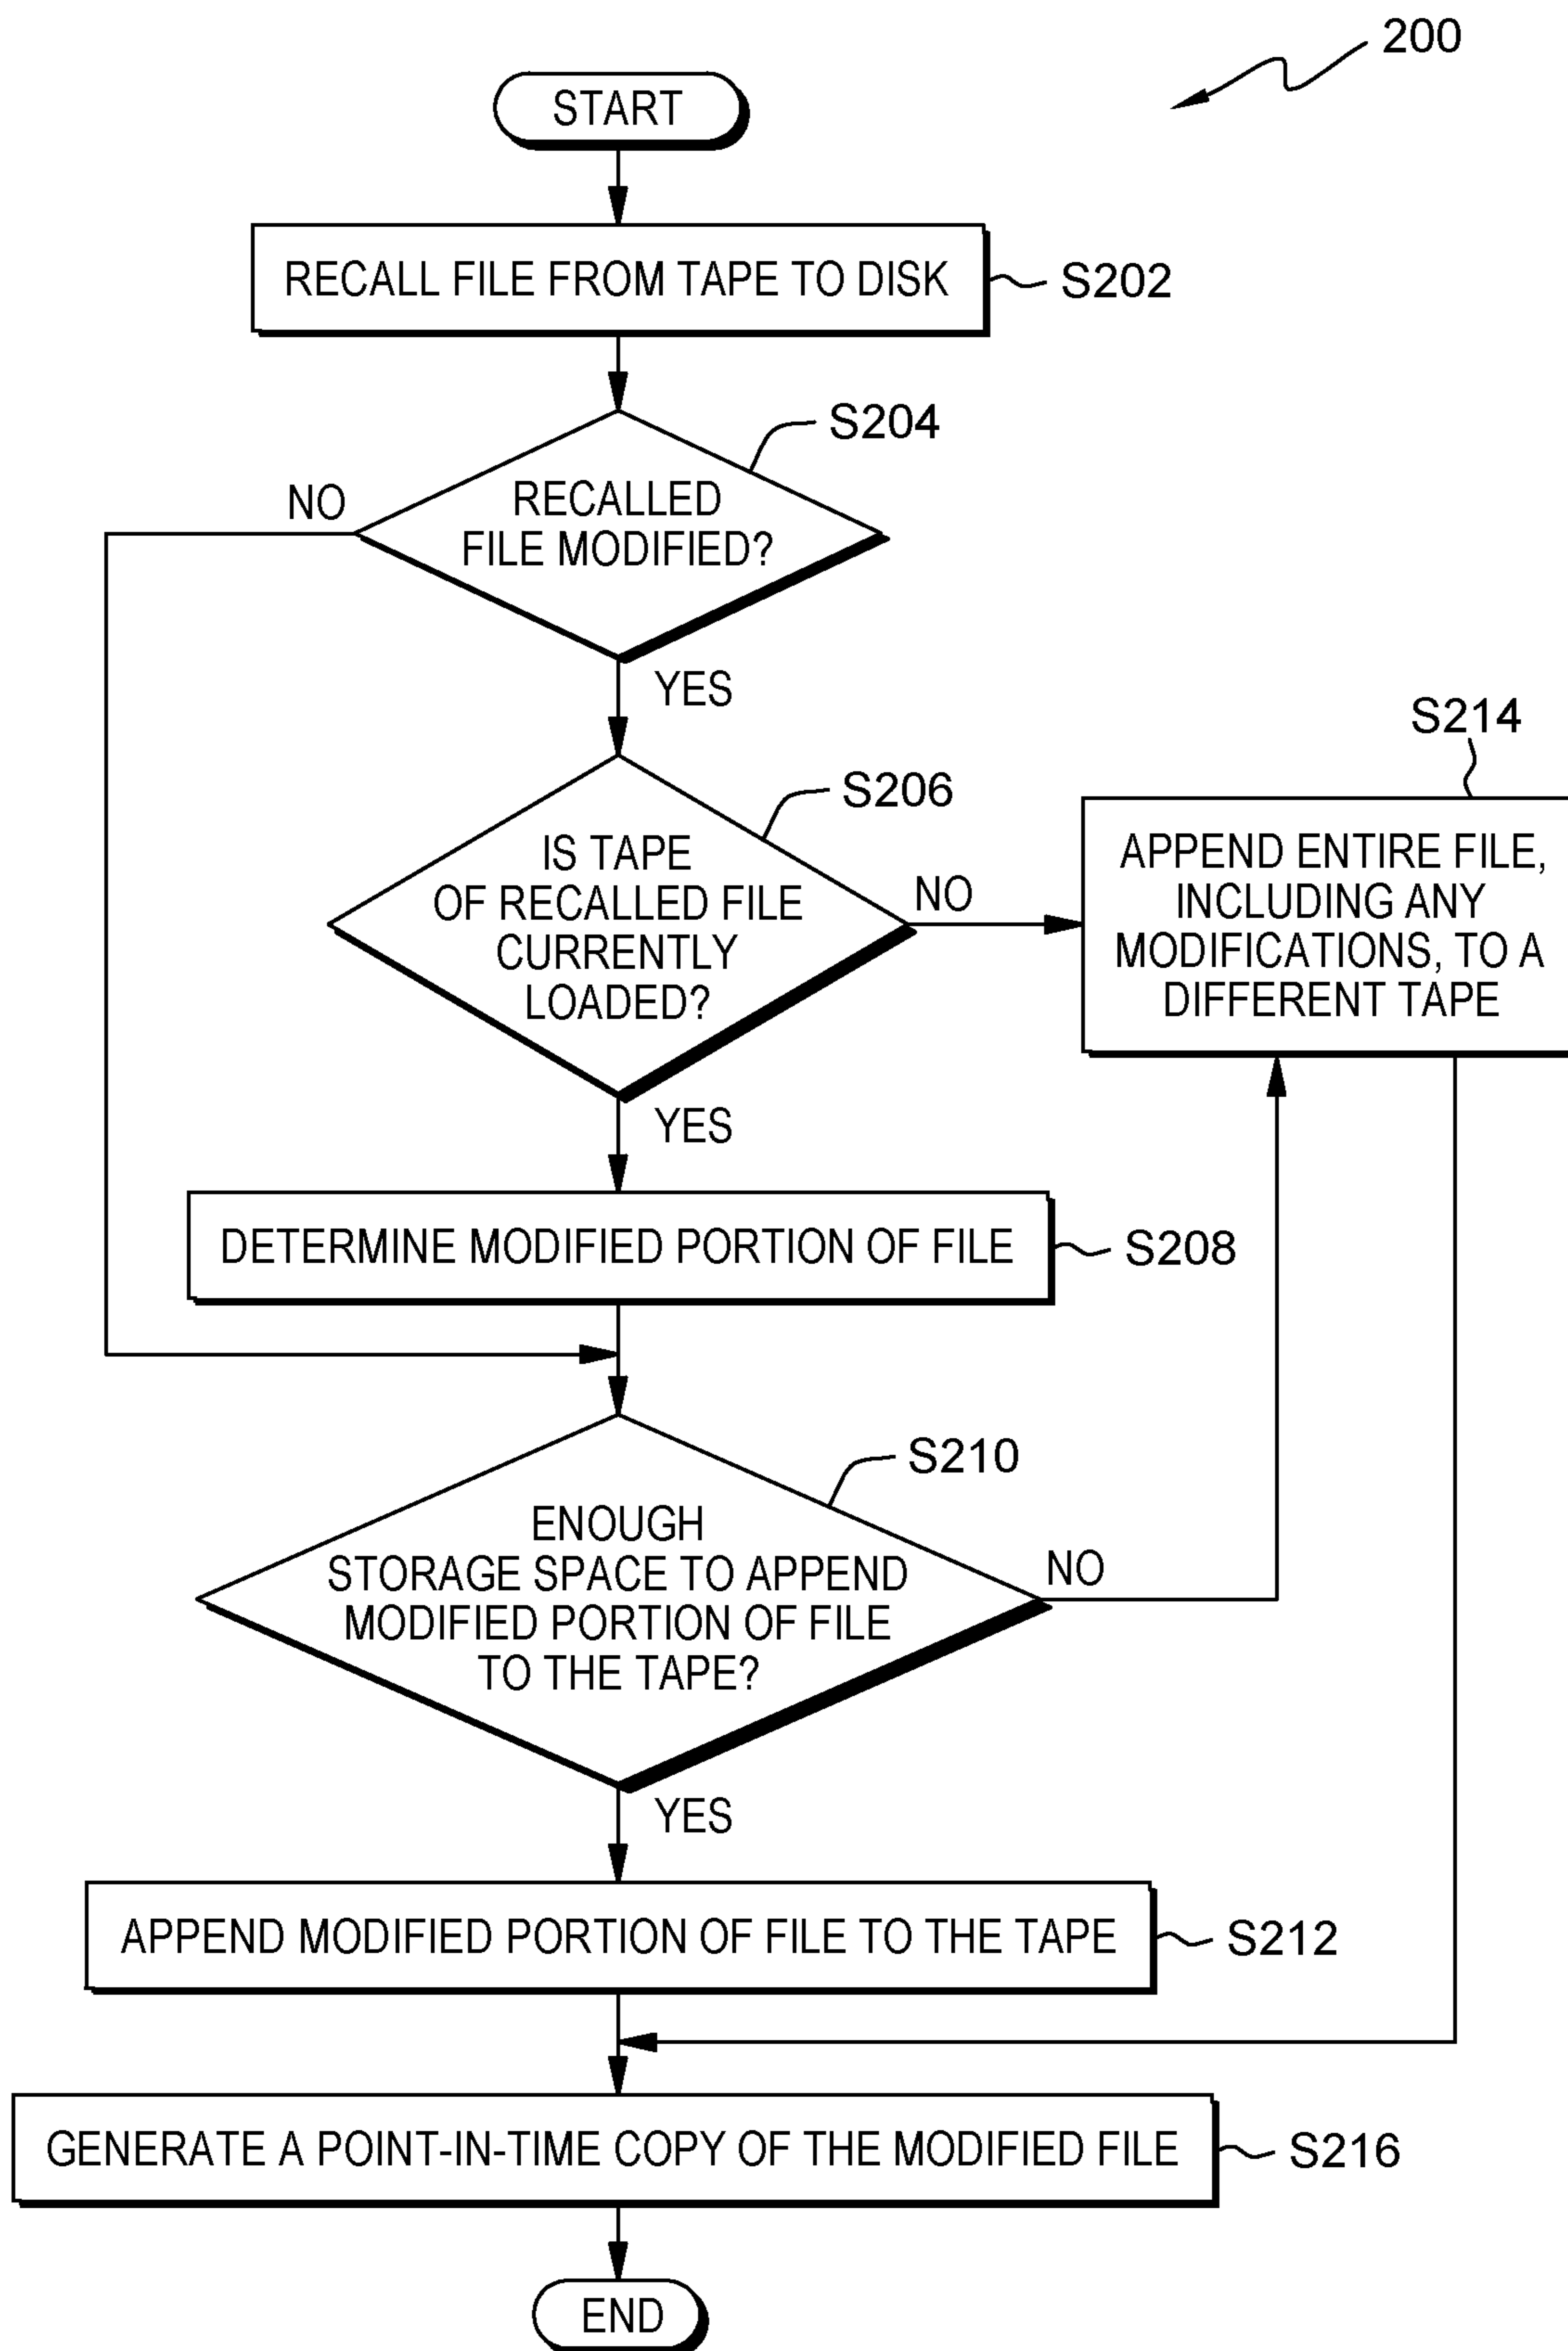 200
START
RECALL FILE FROM TAPE TO DISK
S202
S204
RECALLED
FILE MODIFIED?
NO
YES
S206
IS TAPE
OF RECALLED FILE
CURRENTLY
LOADED?
NO
YES
S214
APPEND ENTIRE FILE,
INCLUDING ANY
MODIFICATIONS, TO A
DIFFERENT TAPE
DETERMINE MODIFIED PORTION OF FILE
S208
S210
ENOUGH
STORAGE SPACE TO APPEND
MODIFIED PORTION OF FILE
TO THE TAPE?
NO
YES
APPEND MODIFIED PORTION OF FILE TO THE TAPE
S212
GENERATE A POINT-IN-TIME COPY OF THE MODIFIED FILE
S216
END